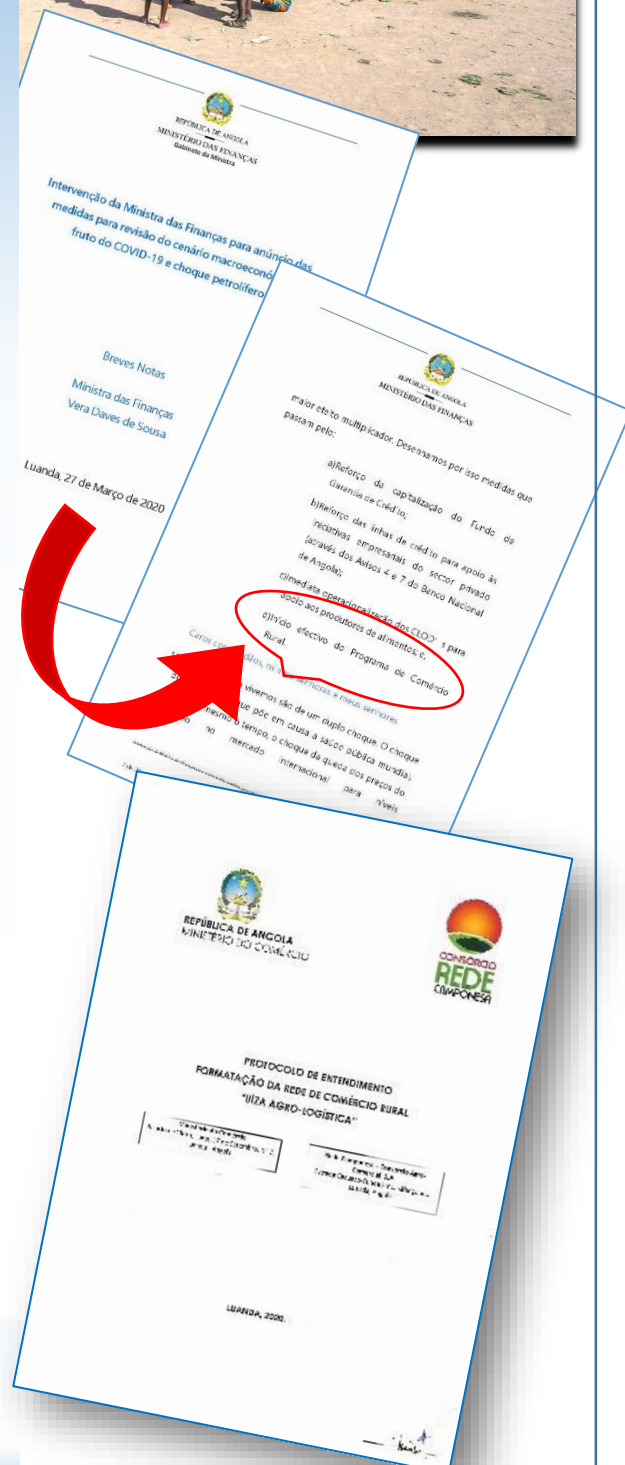 REPÚBLICA DE ANGOLA
MINISTÉRIO DAS FINANÇAS
Gabinete da Ministra
Intervenção da Ministra das Finanças para anúncio das
medidas para revisão do cenário macroeconó
fruto do COVID-19 e choque petrolífero
Breves Notas
Ministra das Finanças
Vera Daves de Sousa
Luanda, 27 de Março de 2020
REPÚBLICA DE ANGOLA
MINISTÉRIO DAS FINANÇAS
maior efeito multiplicador. Desenhamos por isso medidas que
passam pelo:
a)Reforço da capitalização do Fundo de
Garantia de Crédito;
b)Reforço das linhas de crédito para apoio às
iniciativas empresariais do sector privado
(através dos Avisos 4 e 7 do Banco Nacional
de Angola);
c)Imediata operacionalização dos para
apoio aos produtores de alimentos; e,
d)Início efectivo do Programa de Comércio
Rural.
Caros senhoras e meus senhores
vivemos são de um duplo choque. O choque
que põe em causa a saúde pública mundial,
mesmo tempo, o choque da queda dos preços do
no mercado internacional para níveis
REPÚBLICA DE ANGOLA
MINISTÉRIO DO COMÉRCIO
CONSÓRCIO
REDE
CAMPONESA
PROTOCOLO DE ENTENDIMENTO
FORMATAÇÃO DA REDE DE COMÉRCIO RURAL
AGRO-LOGÍSTICA"
LUANDA, 2020.